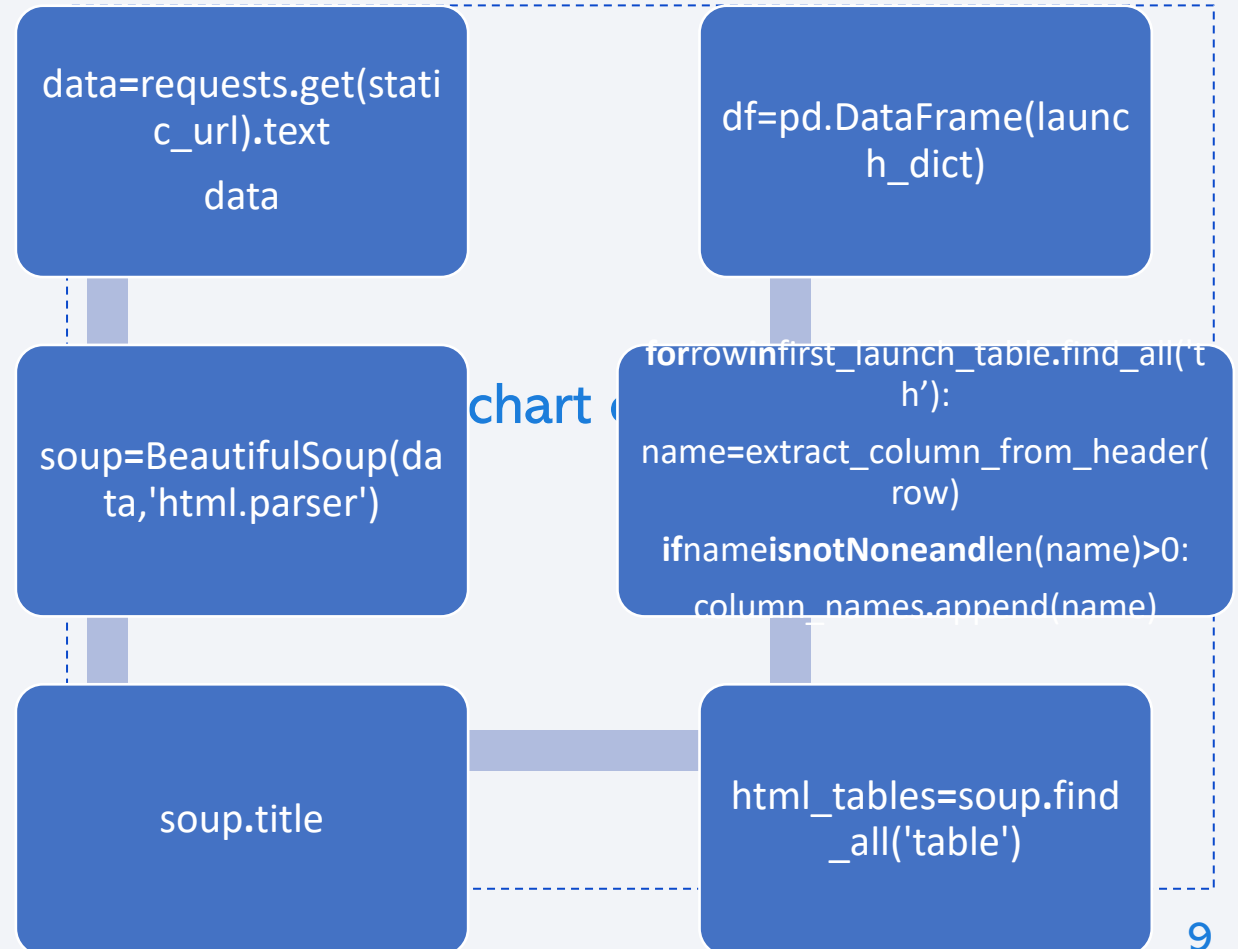 data=requests.get(stati
c_url).text
data
soup=BeautifulSoup(da
ta,'html.parser')
soup.title
html_tables=soup.find
_all('table')
forrowinfirst_launch_table.find_all('t
h’):
name=extract_column_from_header(
row)
ifnameisnotNoneandlen(name)>0:
column_names.append(name)
df=pd.DataFrame(launc
h_dict)
chart
9